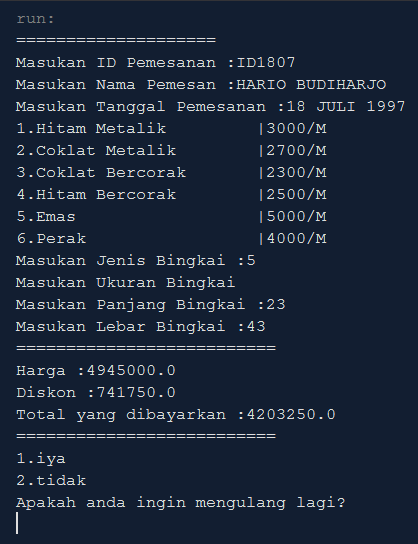 run:
====================
Masukan ID Pemesanan :ID1807
Masukan Nama Pemesan :HARIO BUDIHARJO
Masukan Tanggal Pemesanan :18 JULI 1997
1.Hitam Metalik         |3000/M
2.Coklat Metalik        |2700/M
3.Coklat Bercorak       |2300/M
4.Hitam Bercorak        |2500/M
5.Emas                  |5000/M
6.Perak                 |4000/M
Masukan Jenis Bingkai :5
Masukan Ukuran Bingkai
Masukan Panjang Bingkai :23
Masukan Lebar Bingkai :43
==========================
Harga :4945000.0
Diskon :741750.0
Total yang dibayarkan :4203250.0
==========================
1.iya
2.tidak
Apakah anda ingin mengulang lagi?